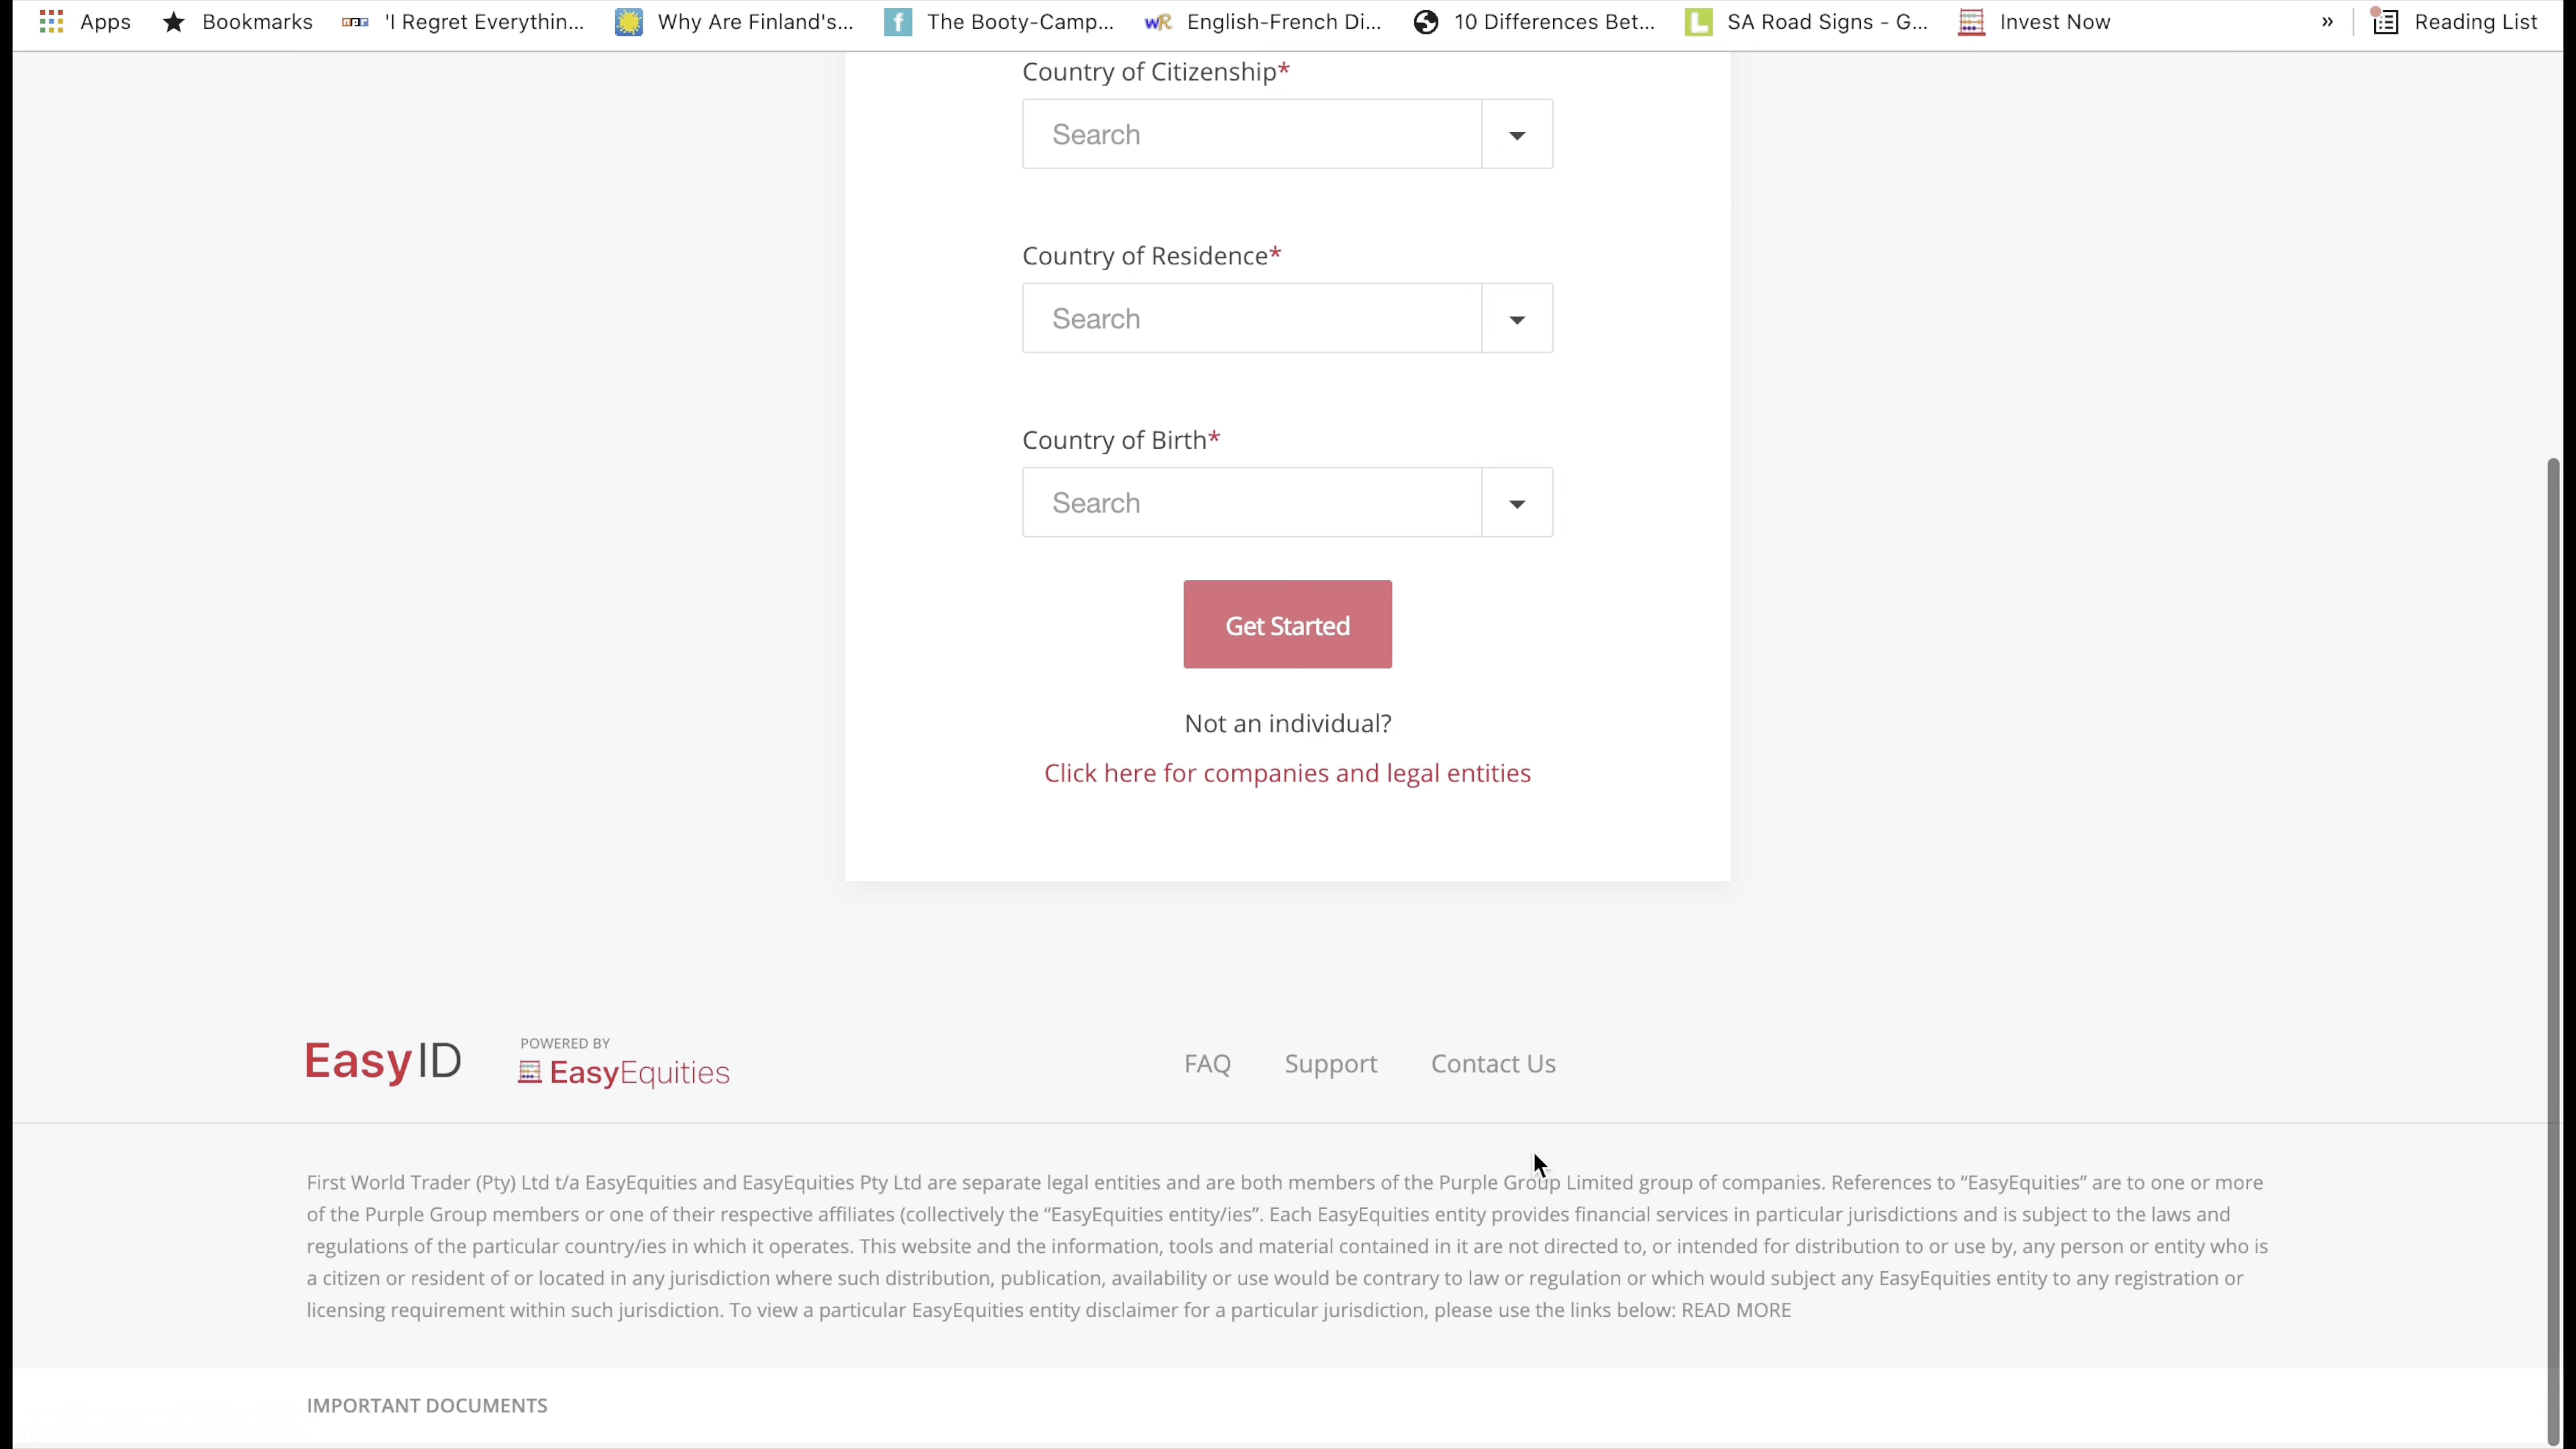 Apps Bookmarks 'I Regret Everythin... Why Are Finland's... The Booty-Camp... English-French Di... 10 Differences Bet... SA Road Signs - G... Invest Now » Reading List
Country of Citizenship*
Search
Country of Residence*
Search
Country of Birth*
Search
Get Started
Not an individual?
Click here for companies and legal entities
EasyID
POWERED BY
EasyEquities
FAQ Support Contact Us
First World Trader (Pty) Ltd t/a EasyEquities and EasyEquities Pty Ltd are separate legal entities and are both members of the Purple Group Limited group of companies. References to “EasyEquities” are to one or more
of the Purple Group members or one of their respective affiliates (collectively the “EasyEquities entity/ies”. Each EasyEquities entity provides financial services in particular jurisdictions and is subject to the laws and
regulations of the particular country/ies in which it operates. This website and the information, tools and material contained in it are not directed to, or intended for distribution to or use by, any person or entity who is
a citizen or resident of or located in any jurisdiction where such distribution, publication, availability or use would be contrary to law or regulation or which would subject any EasyEquities entity to any registration or
licensing requirement within such jurisdiction. To view a particular EasyEquities entity disclaimer for a particular jurisdiction, please use the links below: READ MORE
IMPORTANT DOCUMENTS